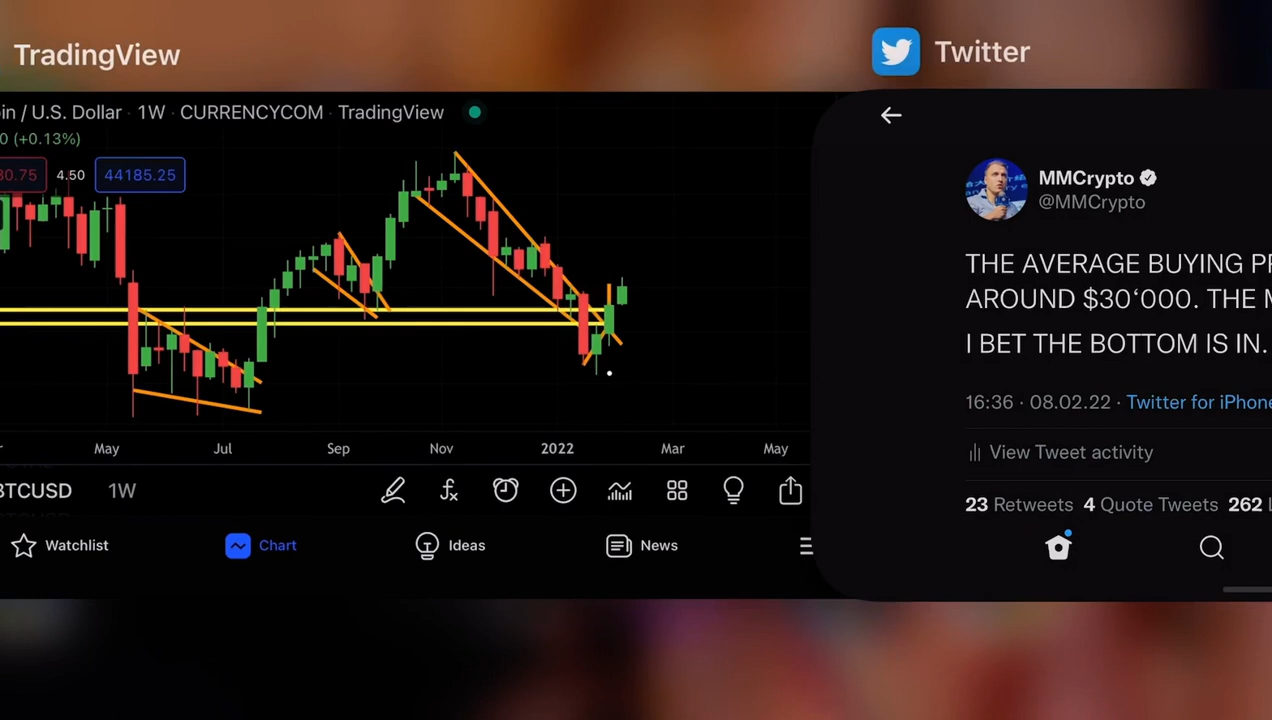 TradingView
Twitter
in / U.S. Dollar · 1W · CURRENCYCOM · TradingView
0 (+0.13%)
80.75 4.50 44185.25
May Jul Sep Nov 2022 Mar May
BTCUSD 1W
Watchlist Chart Ideas News
MMCrypto
@MMCrypto
THE AVERAGE BUYING PR
AROUND $30‘000. THE M
I BET THE BOTTOM IS IN.
16:36 · 08.02.22 · Twitter for iPhone
View Tweet activity
23 Retweets 4 Quote Tweets 262 L